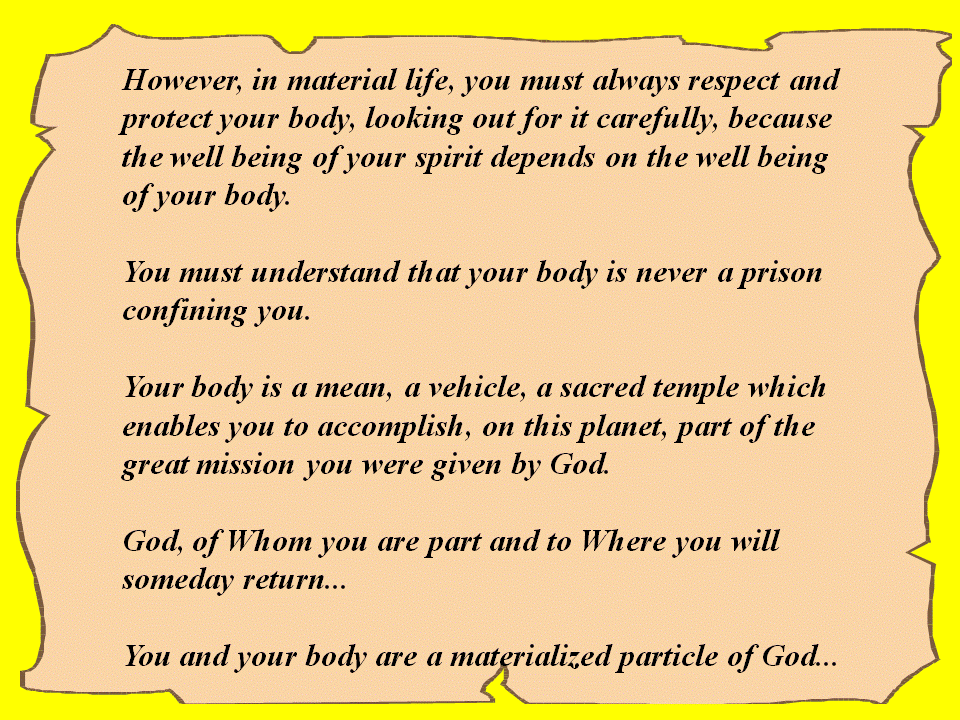 However, in material life, you must always respect and
protect your body, looking out for it carefully, because
the well being of your spirit depends on the well being
of your body.
You must understand that your body is never a prison
confining you.
Your body is a mean, a vehicle, a sacred temple which
enables you to accomplish, on this planet, part of the
great mission you were given by God.
God, of Whom you are part and to Where you will
someday return...
You and your body are a materialized particle of God...